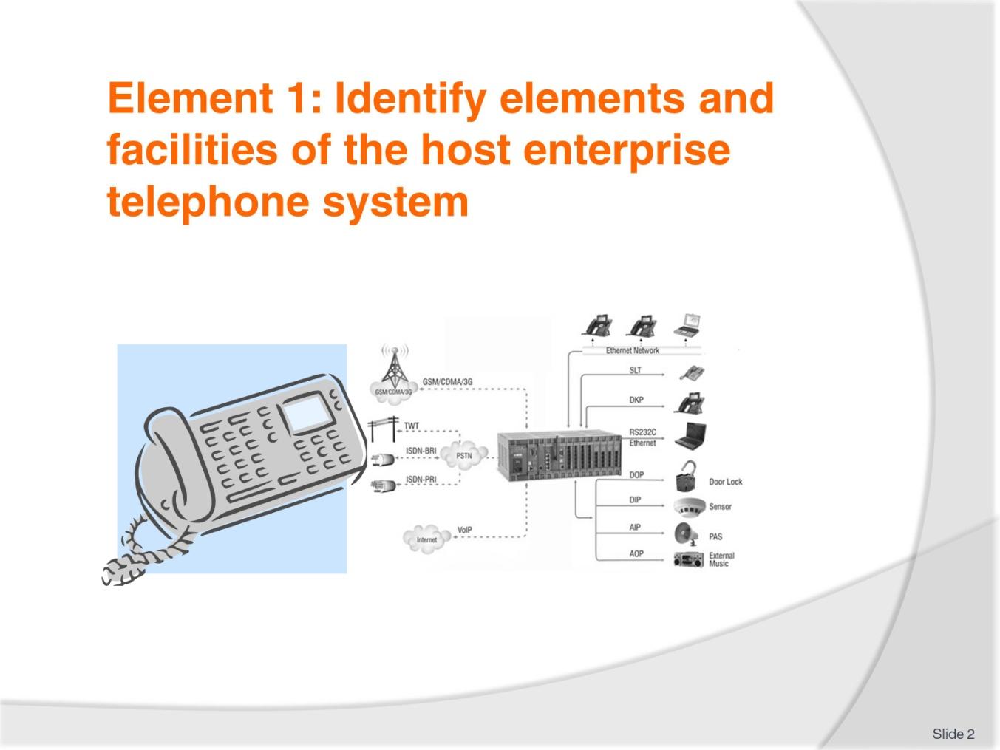 Element 1: Identify elements and
facilities of the host enterprise
telephone system
Ethernet Network
GSM/CDMA/3G
GSM/CDMA/3G
SLT
DKP
TWT
RS232C
Ethernet
ISDN-BRI
PSTN
ISDN-PRI
DOP
Door Lock
DIP
Sensor
VoIP
Internet
AIP
PAS
AOP
External
Music
Slide 2